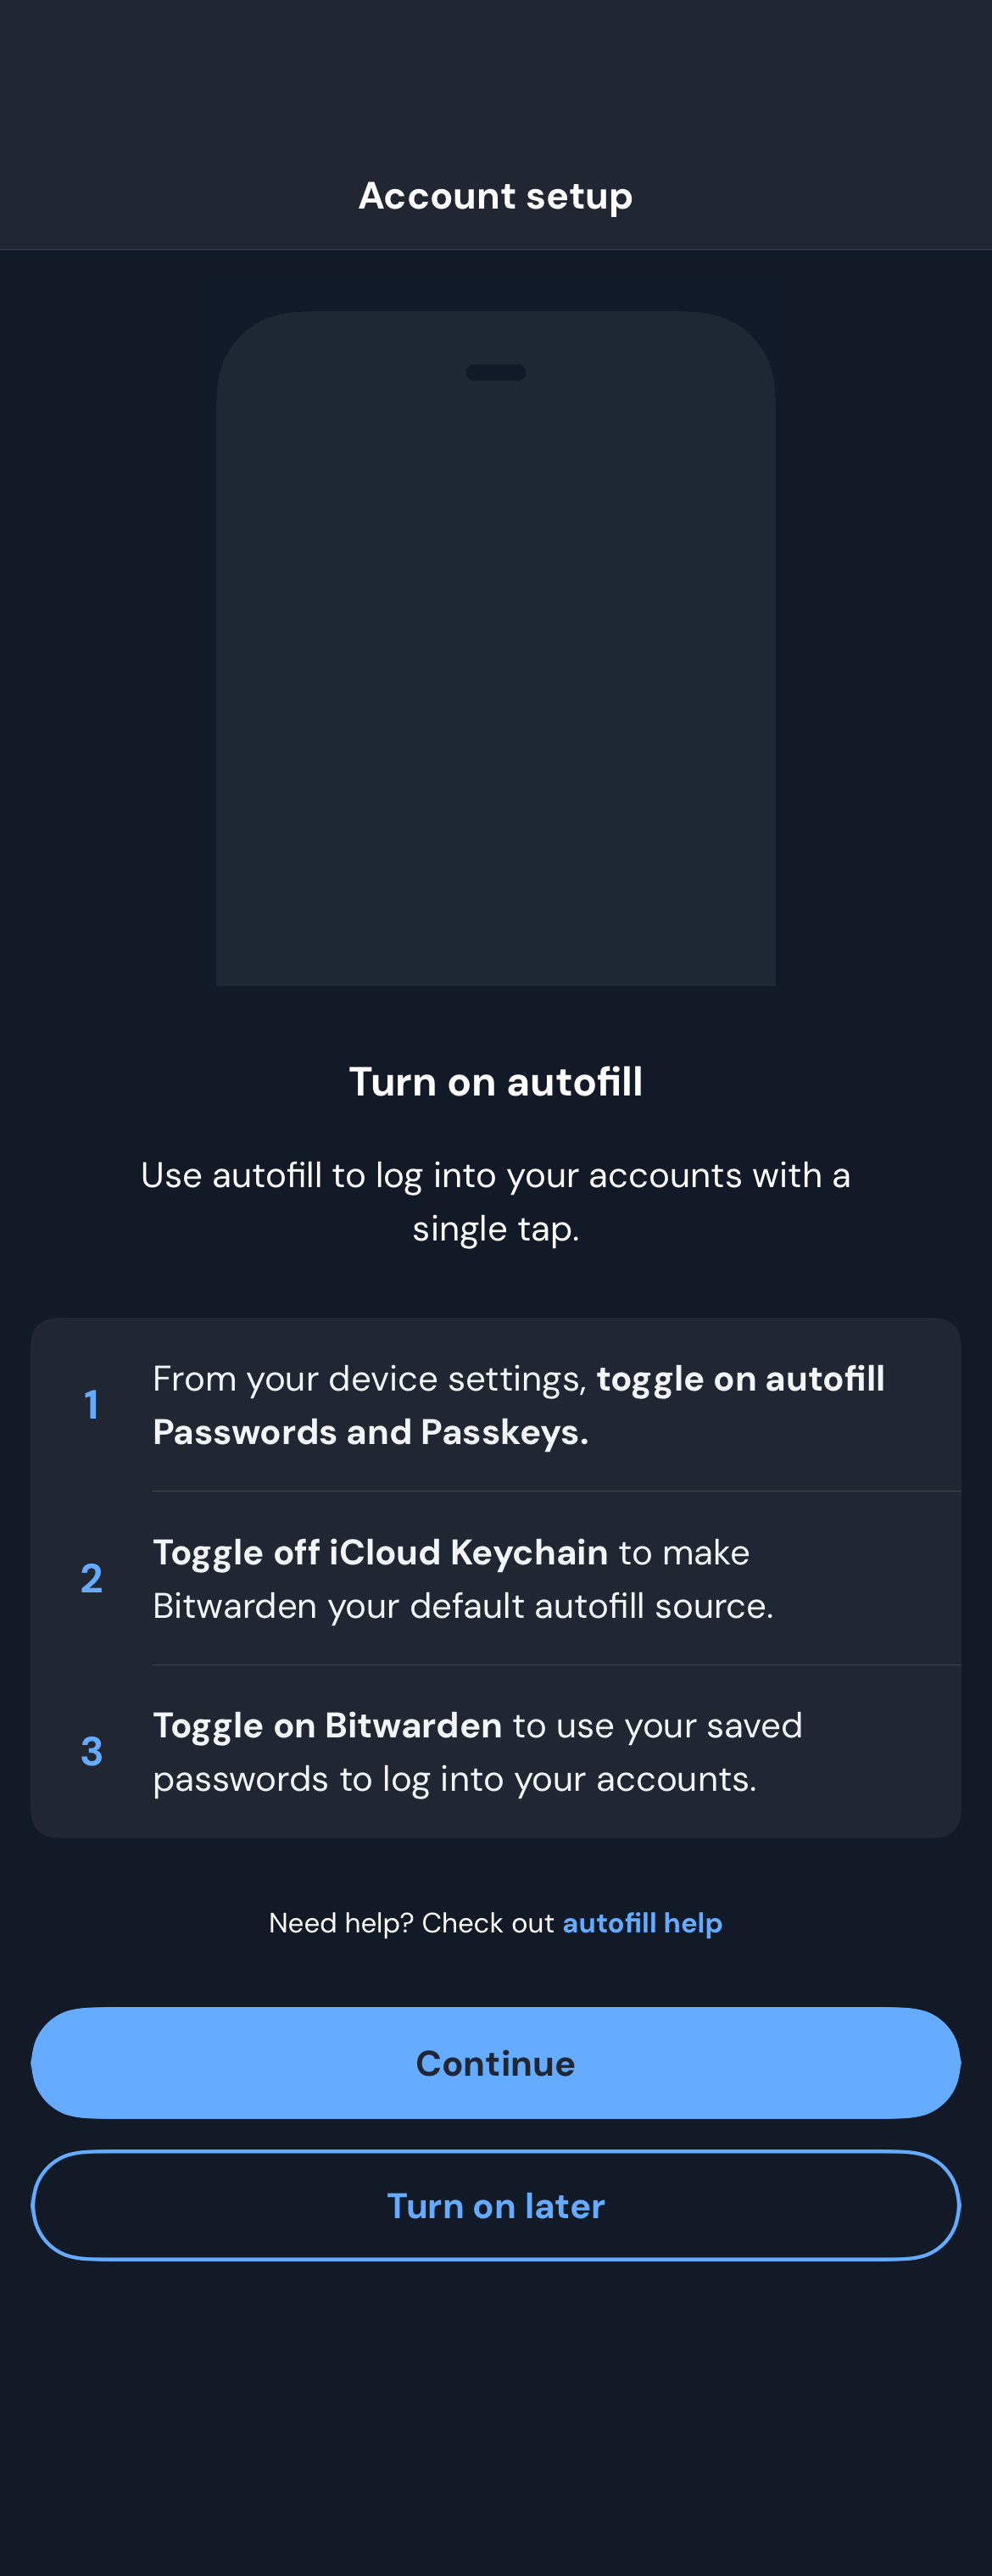 Account setup
Turn on autofill
Use autofill to log into your accounts with a
single tap.
1
From your device settings, toggle on autofill
Passwords and Passkeys.
2
Toggle off iCloud Keychain to make
Bitwarden your default autofill source.
3
Toggle on Bitwarden to use your saved
passwords to log into your accounts.
Need help? Check out autofill help
Continue
Turn on later